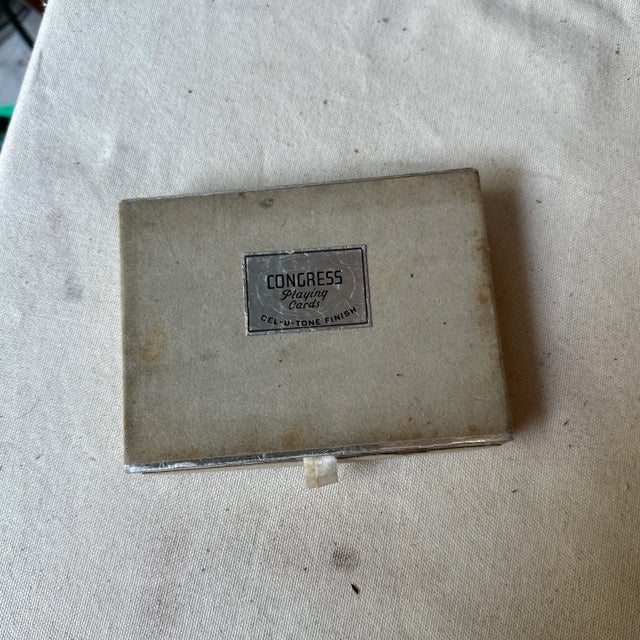 CONGRESS
Playing
Cards
CEL-U-TONE FINISH